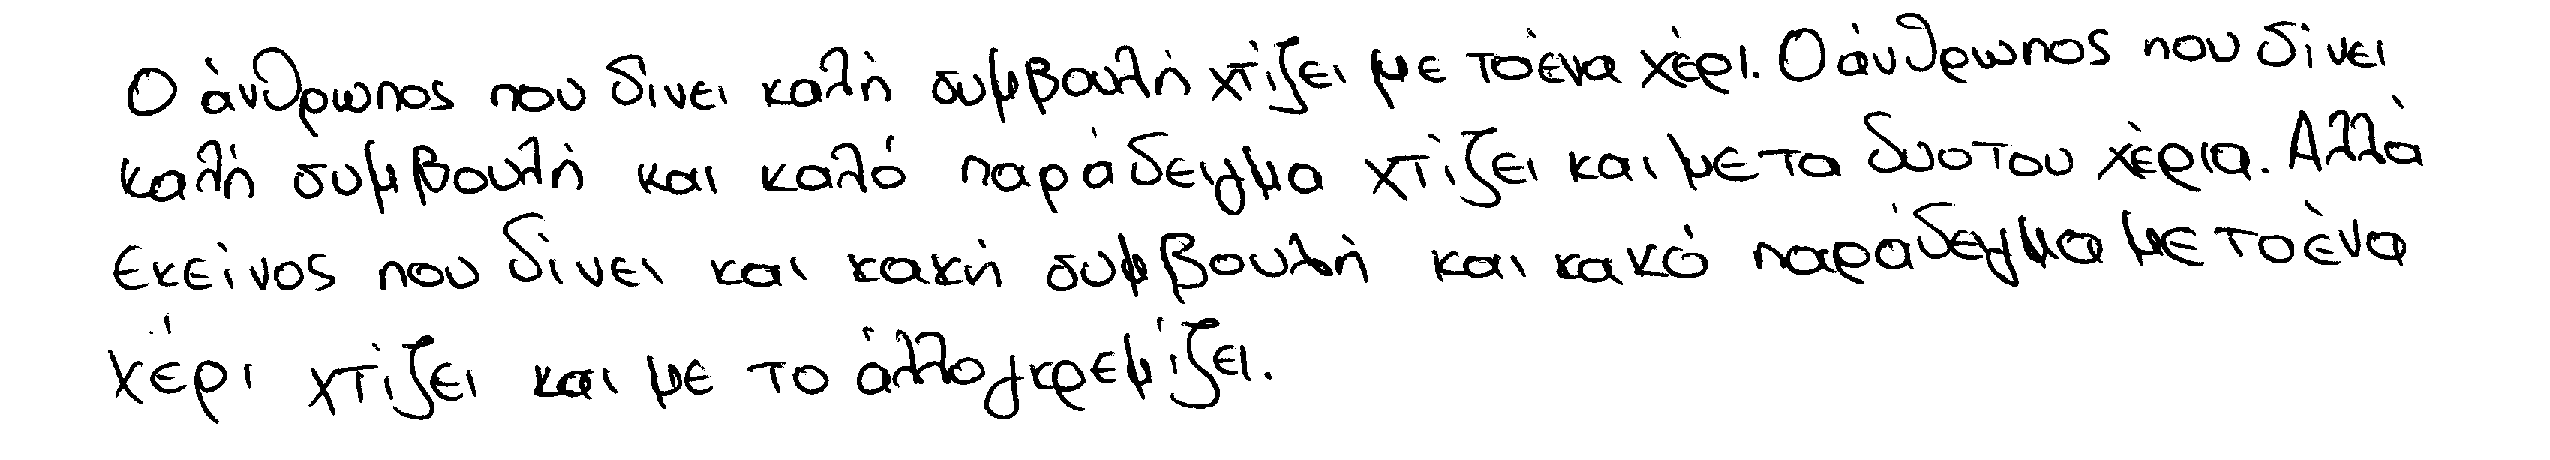 Ο άνθρωπος που δίνει καλή συμβουλή χτίζει με το ένα χέρι. Ο άνθρωπος που δίνει
καλή συμβουλή και καλό παράδειγμα χτίζει και με τα δυο του χέρια. Αλλά
εκείνος που δίνει και κακή συμβουλή και κακό παράδεγμα με το ένα
χέρι χτίζει και με το άλλο γκρεμίζει.